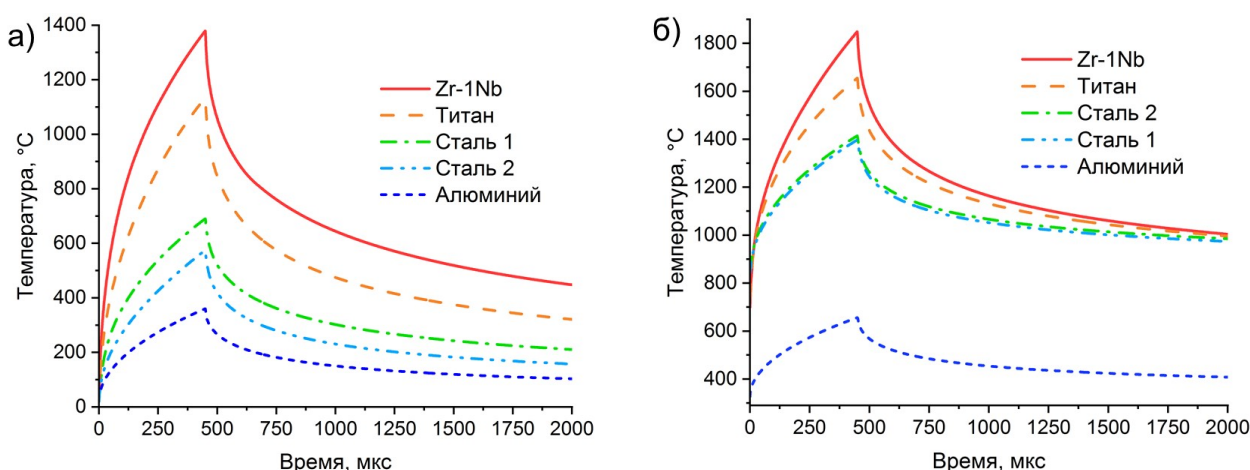 а)
Температура, °C
1400
1200
1000
800
600
400
200
0
Zr-1Nb
Титан
Сталь 1
Сталь 2
Алюминий
0 250 500 750 1000 1250 1500 1750 2000
Время, мкс
б)
Температура, °C
1800
1600
1400
1200
1000
800
600
400
Zr-1Nb
Титан
Сталь 2
Сталь 1
Алюминий
0 250 500 750 1000 1250 1500 1750 2000
Время, мкс